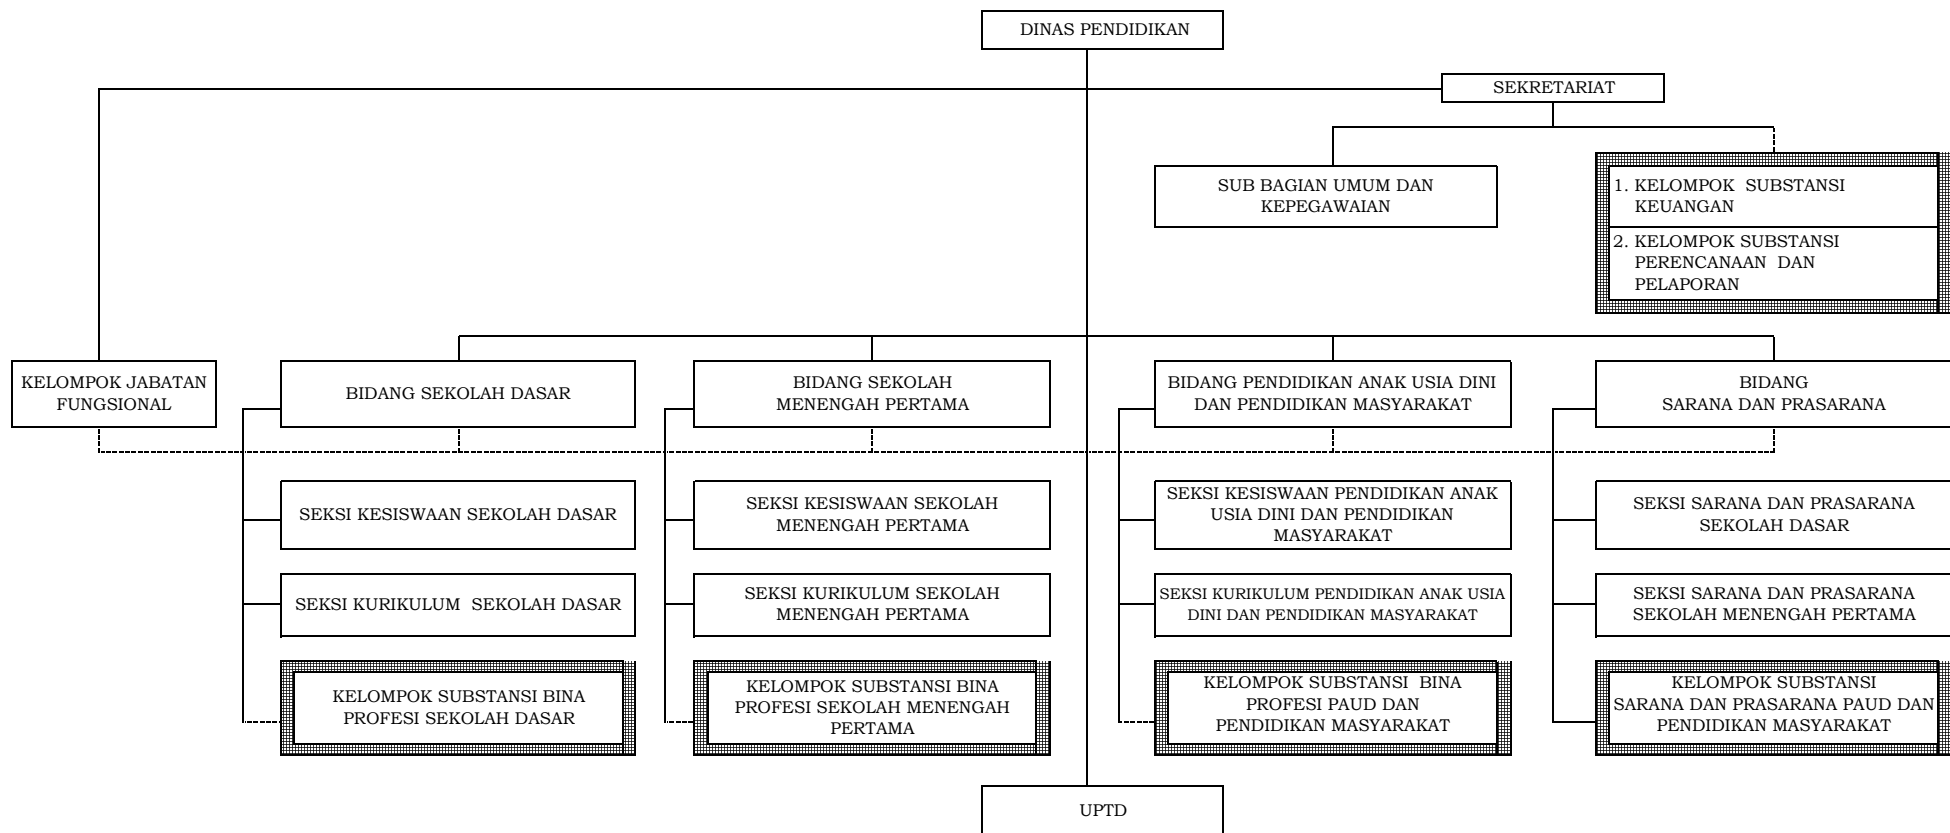 DINAS PENDIDIKAN
SEKRETARIAT
SUB BAGIAN UMUM DAN
KEPEGAWAIAN
1. KELOMPOK SUBSTANSI
KEUANGAN
2. KELOMPOK SUBSTANSI
PERENCANAAN DAN
PELAPORAN
KELOMPOK JABATAN
FUNGSIONAL
BIDANG SEKOLAH DASAR
BIDANG SEKOLAH
MENENGAH PERTAMA
BIDANG PENDIDIKAN ANAK USIA DINI
DAN PENDIDIKAN MASYARAKAT
BIDANG
SARANA DAN PRASARANA
SEKSI KESISWAAN SEKOLAH DASAR
SEKSI KESISWAAN SEKOLAH
MENENGAH PERTAMA
SEKSI KESISWAAN PENDIDIKAN ANAK
USIA DINI DAN PENDIDIKAN
MASYARAKAT
SEKSI SARANA DAN PRASARANA
SEKOLAH DASAR
SEKSI KURIKULUM SEKOLAH DASAR
SEKSI KURIKULUM SEKOLAH
MENENGAH PERTAMA
SEKSI KURIKULUM PENDIDIKAN ANAK USIA
DINI DAN PENDIDIKAN MASYARAKAT
SEKSI SARANA DAN PRASARANA
SEKOLAH MENENGAH PERTAMA
KELOMPOK SUBSTANSI BINA
PROFESI SEKOLAH DASAR
KELOMPOK SUBSTANSI BINA
PROFESI SEKOLAH MENENGAH
PERTAMA
KELOMPOK SUBSTANSI BINA
PROFESI PAUD DAN
PENDIDIKAN MASYARAKAT
KELOMPOK SUBSTANSI
SARANA DAN PRASARANA PAUD DAN
PENDIDIKAN MASYARAKAT
UPTD